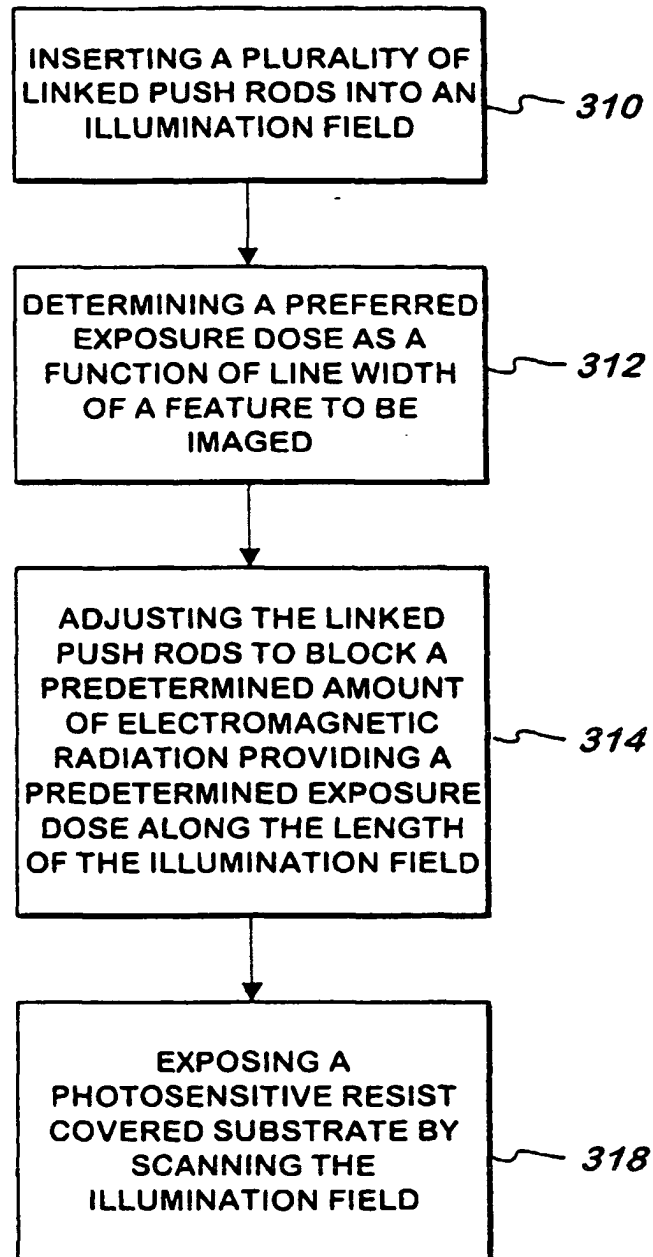 INSERTING A PLURALITY OF
LINKED PUSH RODS INTO AN
ILLUMINATION FIELD
310
DETERMINING A PREFERRED
EXPOSURE DOSE AS A
FUNCTION OF LINE WIDTH
OF A FEATURE TO BE
IMAGED
312
ADJUSTING THE LINKED
PUSH RODS TO BLOCK A
PREDETERMINED AMOUNT
OF ELECTROMAGNETIC
RADIATION PROVIDING A
PREDETERMINED EXPOSURE
DOSE ALONG THE LENGTH
OF THE ILLUMINATION FIELD
314
EXPOSING A
PHOTOSENSITIVE RESIST
COVERED SUBSTRATE BY
SCANNING THE
ILLUMINATION FIELD
318